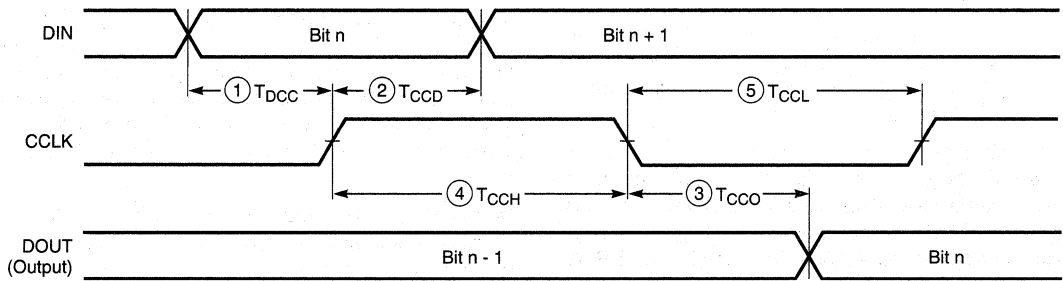 DIN
Bit n
Bit n + 1
① TDCC
② TCCD
⑤ TCCL
CCLK
④ TCCH
③ TCCO
DOUT
(Output)
Bit n - 1
Bit n